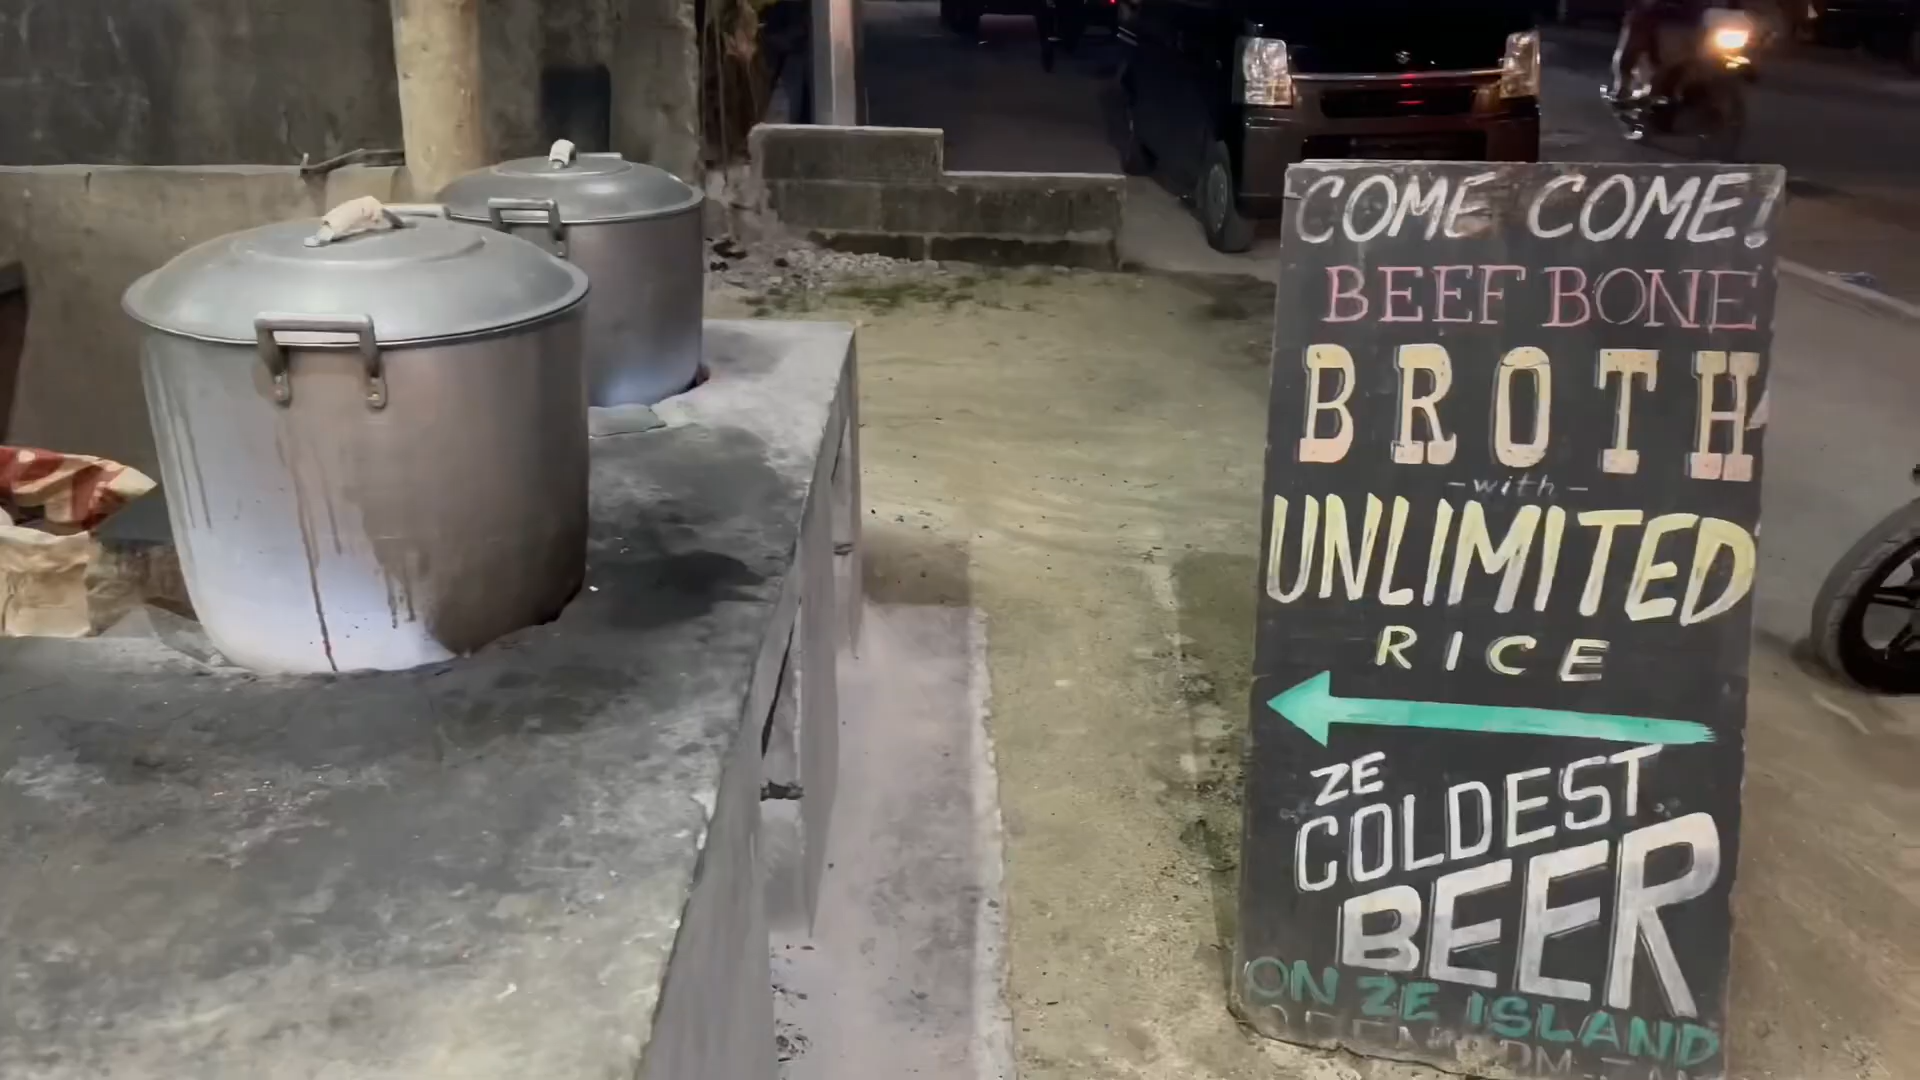 COME COME!
BEEF BONE
BROTH
-with-
UNLIMITED
RICE
ZE
COLDEST
BEER
ON ZE ISLAND